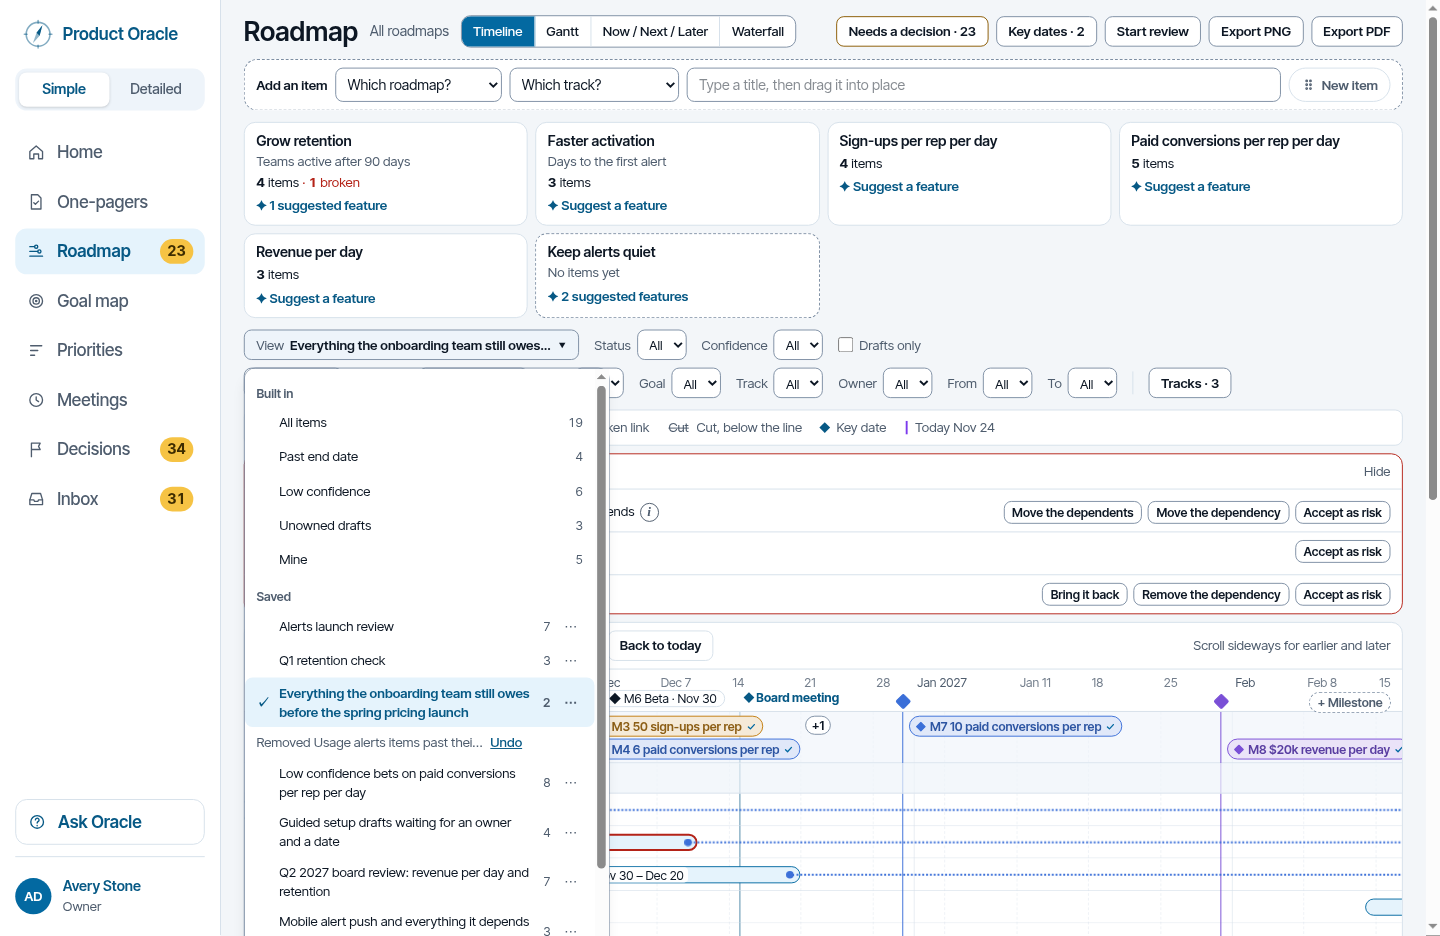 Product Oracle
Simple
Detailed
Home
One-pagers
Roadmap
23
Goal map
Priorities
Meetings
Decisions
34
Inbox
31
Ask Oracle
AD
Avery Stone
Owner
Roadmap
All roadmaps
Timeline
Gantt
Now / Next / Later
Waterfall
Needs a decision · 23
Key dates · 2
Start review
Export PNG
Export PDF
Add an item
Which roadmap?
Which track?
Type a title, then drag it into place
New item
Grow retention
Teams active after 90 days
4 items · 1 broken
1 suggested feature
Faster activation
Days to the first alert
3 items
Suggest a feature
Sign-ups per rep per day
4 items
Suggest a feature
Paid conversions per rep per day
5 items
Suggest a feature
Revenue per day
3 items
Suggest a feature
Keep alerts quiet
No items yet
2 suggested features
View Everything the onboarding team still owes...
Status
All
Confidence
All
Drafts only
Goal
All
Track
All
Owner
All
From
All
To
All
Tracks · 3
Built in
All items
19
Past end date
4
Low confidence
6
Unowned drafts
3
Mine
5
Saved
Alerts launch review
7
Q1 retention check
3
Everything the onboarding team still owes
before the spring pricing launch
2
Removed Usage alerts items past thei...
Undo
Low confidence bets on paid conversions
per rep per day
8
Guided setup drafts waiting for an owner
and a date
4
Q2 2027 board review: revenue per day and
retention
7
Mobile alert push and everything it depends
3
ken link
Cut
Cut, below the line
Key date
Today Nov 24
Hide
ends
i
Move the dependents
Move the dependency
Accept as risk
Accept as risk
Bring it back
Remove the dependency
Accept as risk
Back to today
Scroll sideways for earlier and later
ec
Dec 7
14
21
28
Jan 2027
Jan 11
18
25
Feb
Feb 8
15
M6 Beta · Nov 30
Board meeting
+ Milestone
M3 50 sign-ups per rep
+1
M7 10 paid conversions per rep
M4 6 paid conversions per rep
M8 $20k revenue per day
v 30 – Dec 20